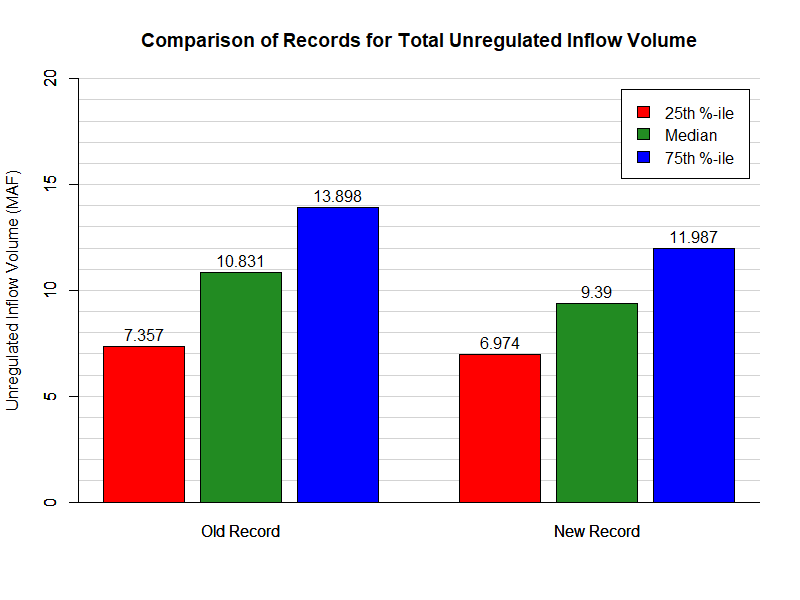 Comparison of Records for Total Unregulated Inflow Volume
Unregulated Inflow Volume (MAF)
20
15
10
5
0
25th %-ile
Median
75th %-ile
7.357
10.831
13.898
6.974
9.39
11.987
Old Record
New Record